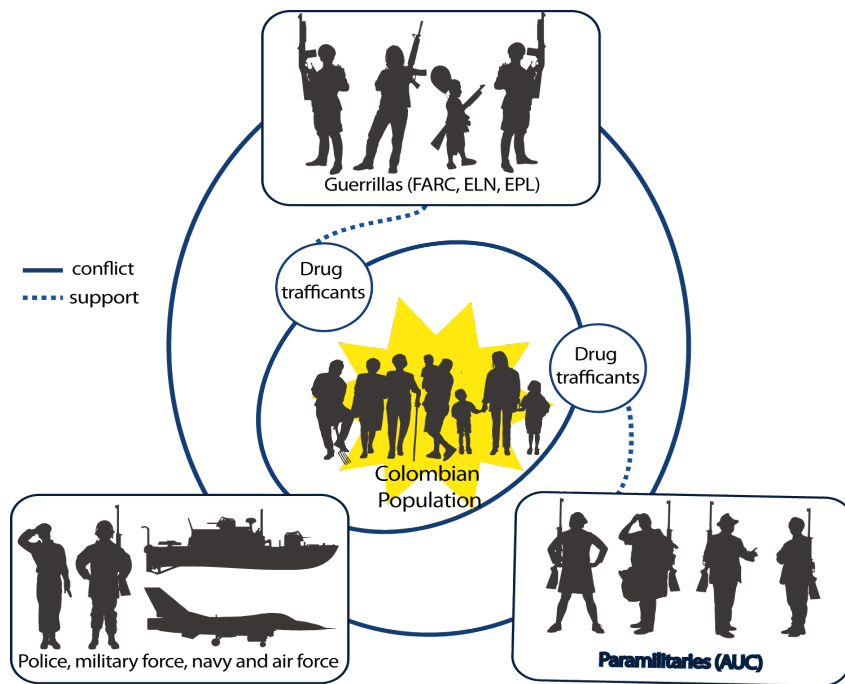 Guerrillas (FARC, ELN, EPL)
conflict
support
Drug
trafficants
Drug
trafficants
Colombian
Population
Police, military force, navy and air force
Paramilitaries (AUC)